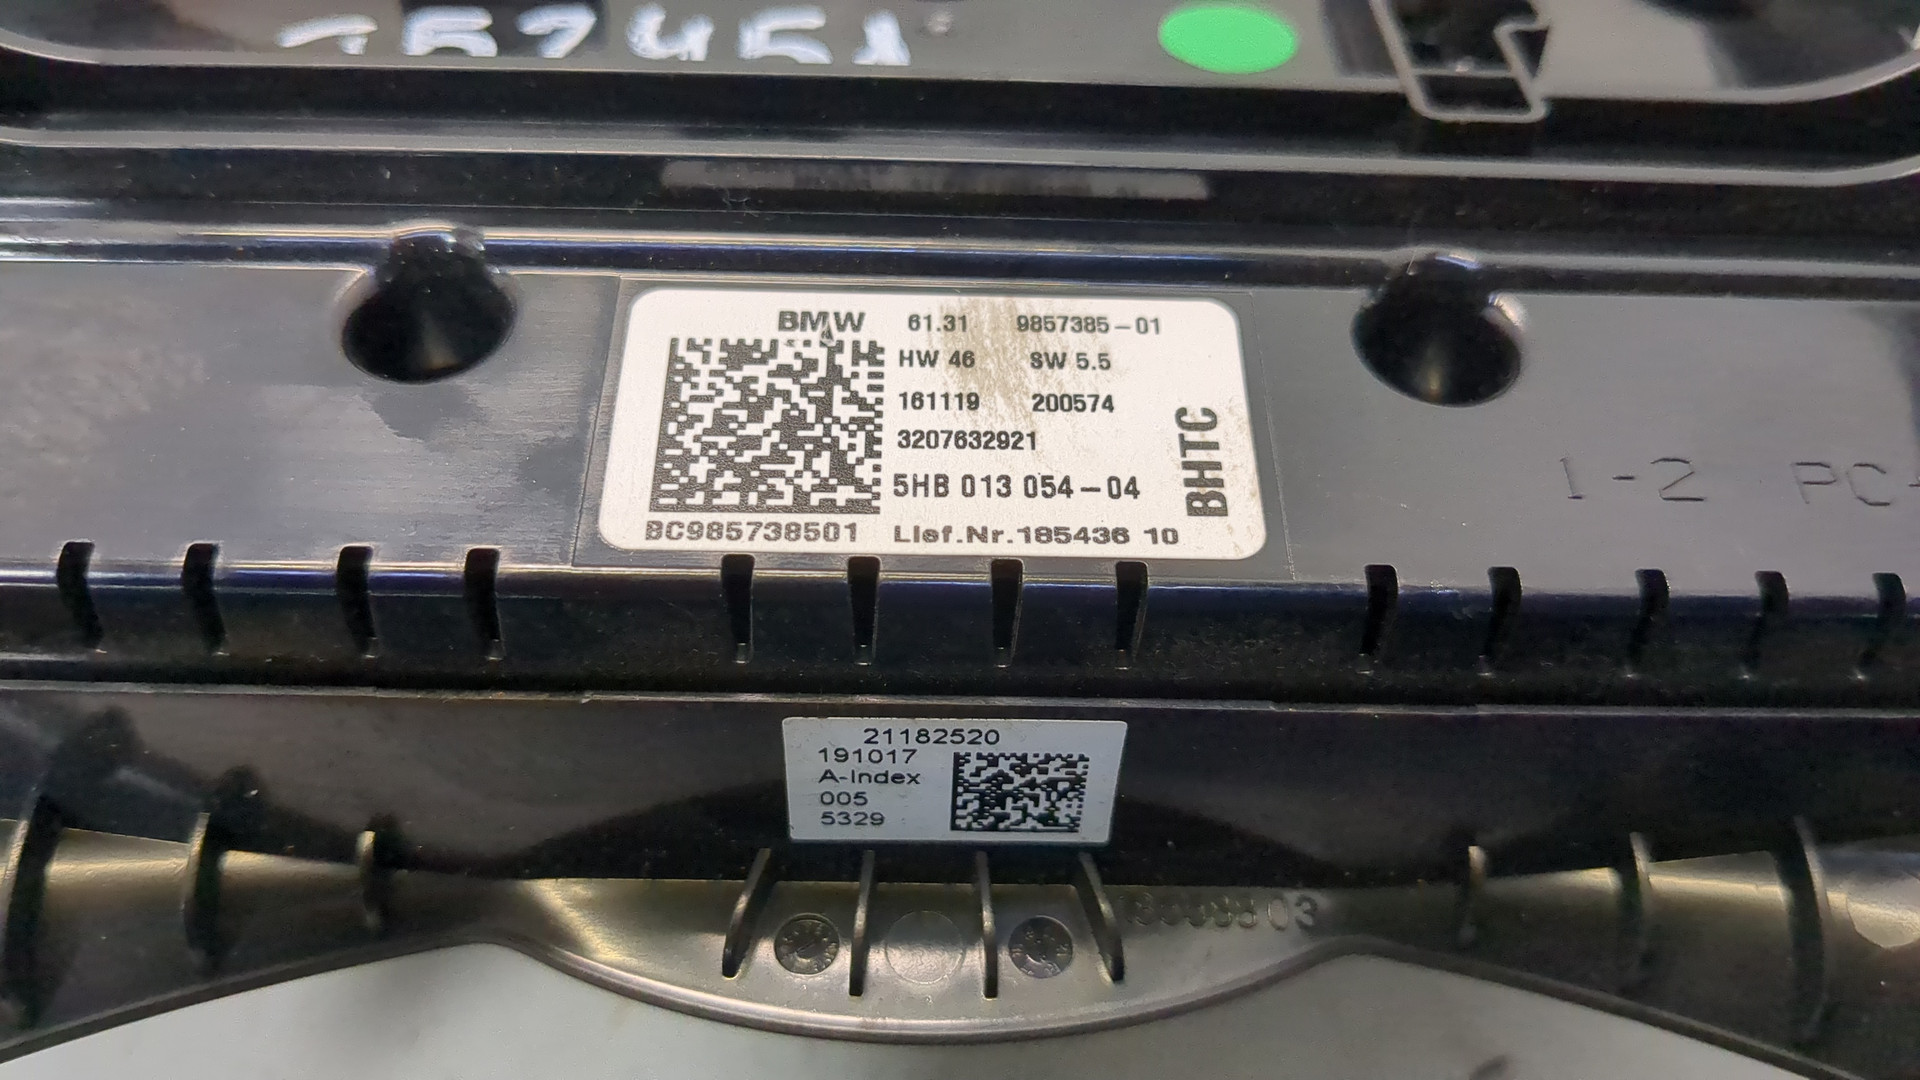 BMW 61.31 9857385-01
HW 46 SW 5.5
161119 200574
3207632921
5HB 013 054-04
BHTC
BC985738501 Lief.Nr.185436 10
1-2 PC
21182520
191017
A-Index
005
5329